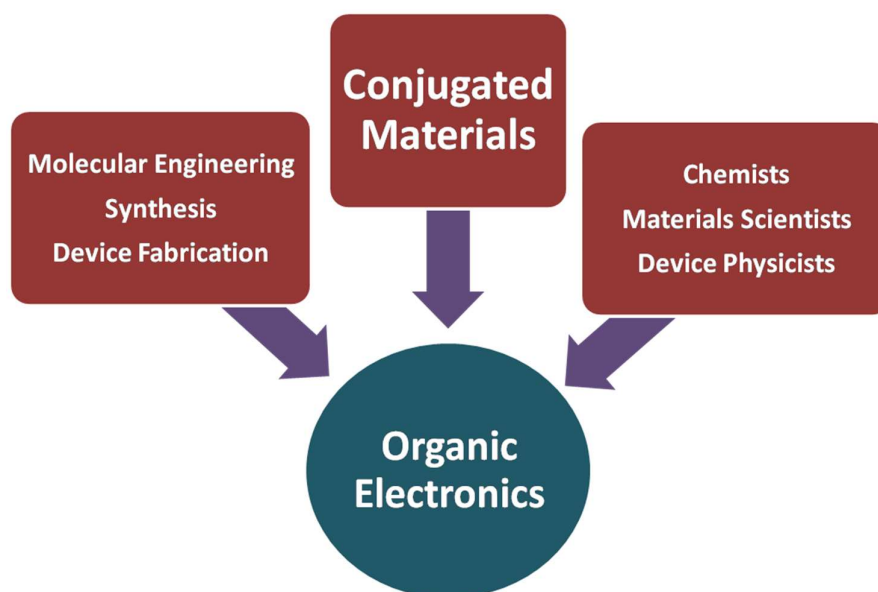 Conjugated
Materials
Molecular Engineering
Synthesis
Device Fabrication
Chemists
Materials Scientists
Device Physicists
Organic
Electronics